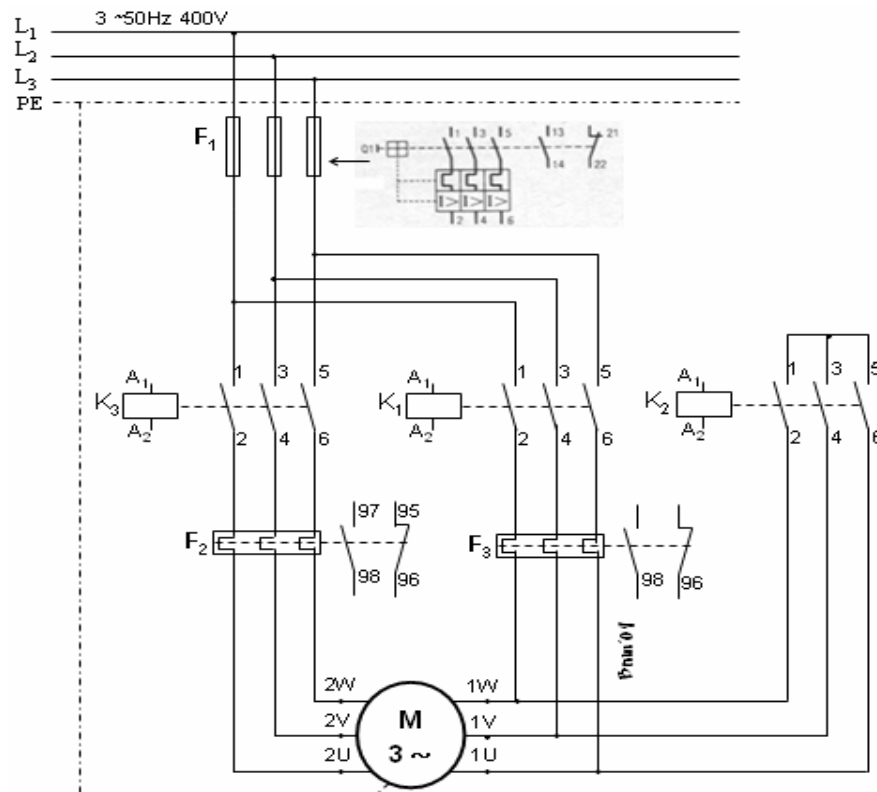 L1 3 ~50Hz 400V
L2
L3
PE
F1
Q1 1 3 5 13 21
14 22
I> I> I>
2 4 6
1 3 5 1 3 5 1 3 5
A1 A1 A1
K3 K1 K2
A2 A2 A2
2 4 6 2 4 6 2 4 6
97 95
F2 F3
98 96 98 96
2W 1W
2V M 1V
3 ~
2U 1U